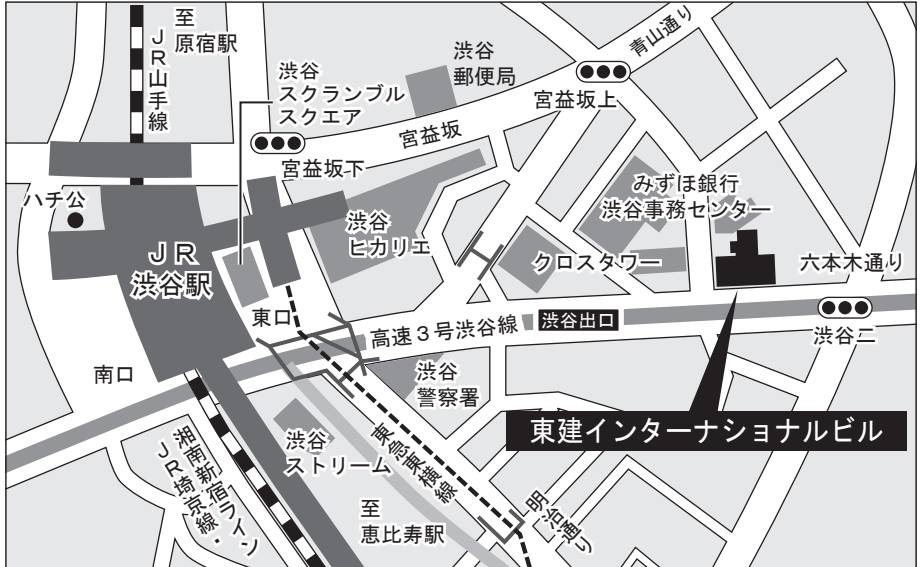 至
原宿駅
JR山手線
渋谷
スクランブル
スクエア
渋谷
郵便局
青山通り
宮益坂上
宮益坂
宮益坂下
ハチ公
みずほ銀行
渋谷事務センター
渋谷
ヒカリエ
JR
渋谷駅
クロスタワー
六本木通り
東口
高速3号渋谷線
渋谷出口
渋谷二
南口
渋谷
警察署
東建インターナショナルビル
渋谷
ストリーム
東急東横線
湘南新宿ライン
JR埼京線・
至
恵比寿駅
明治通り